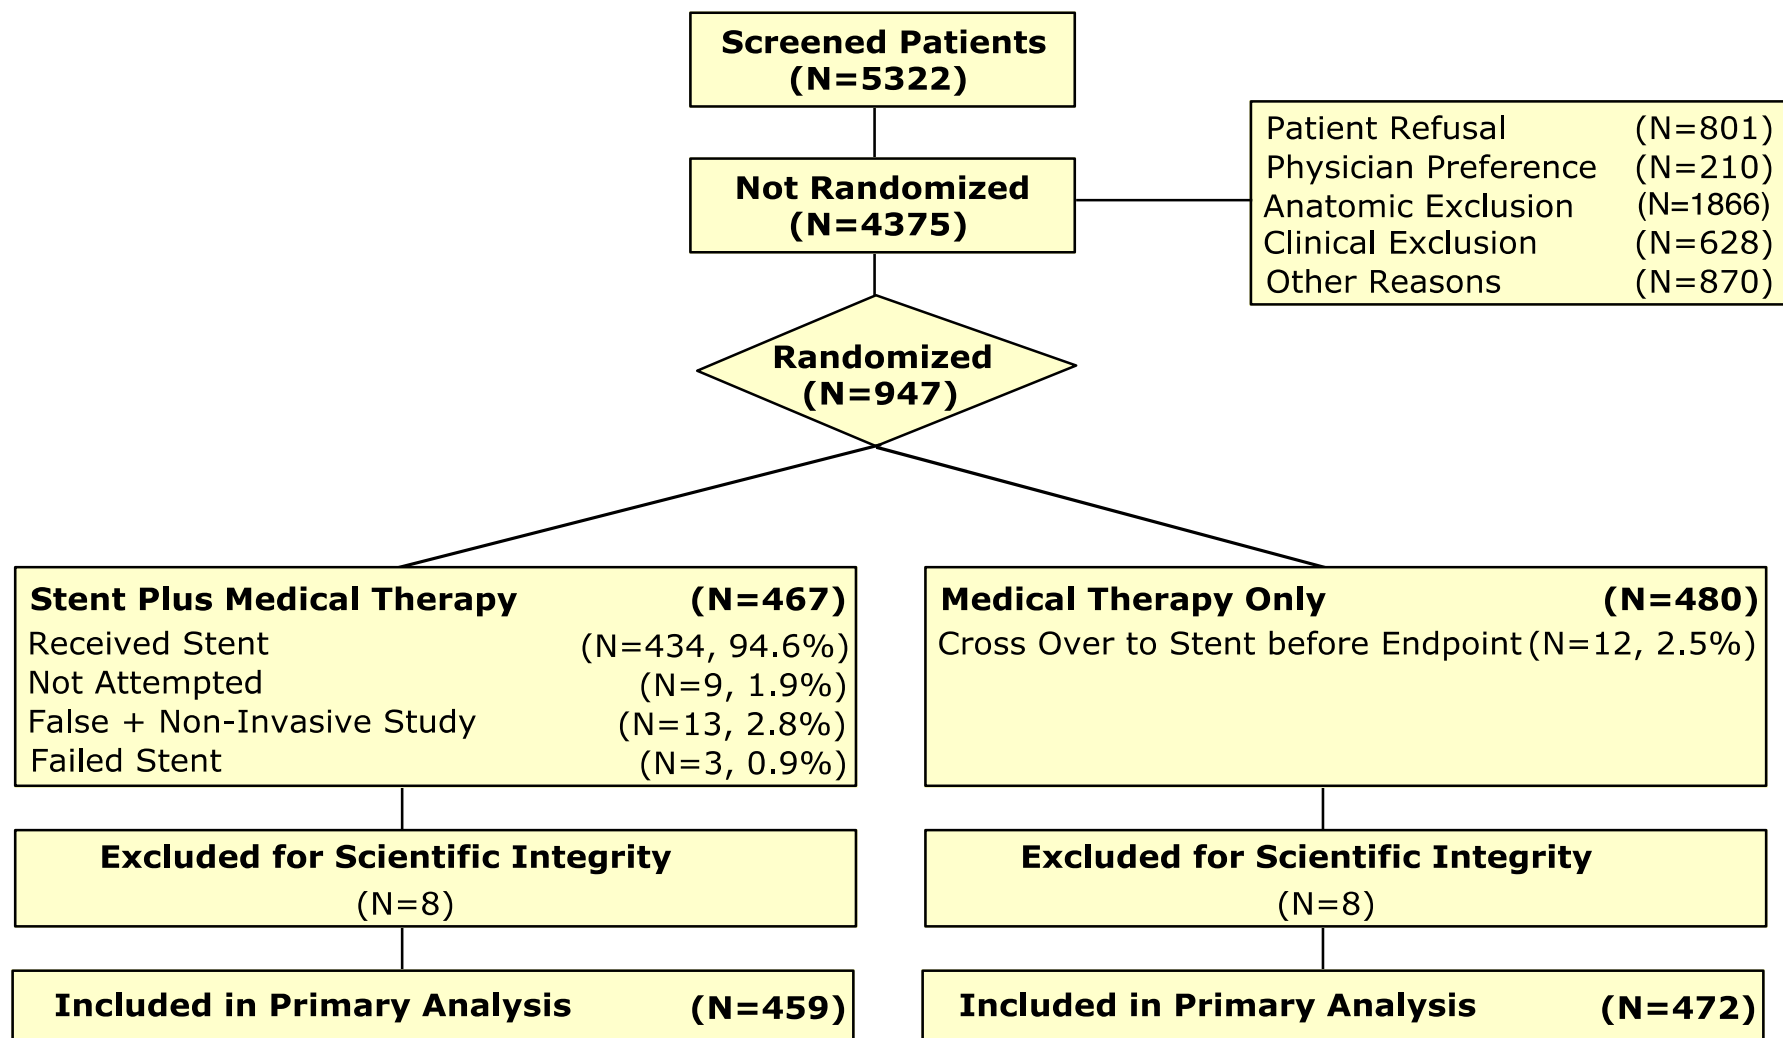 Screened Patients
(N=5322)
Patient Refusal (N=801)
Physician Preference (N=210)
Anatomic Exclusion (N=1866)
Clinical Exclusion (N=628)
Other Reasons (N=870)
Not Randomized
(N=4375)
Randomized
(N=947)
Stent Plus Medical Therapy (N=467)
Received Stent (N=434, 94.6%)
Not Attempted (N=9, 1.9%)
False + Non-Invasive Study (N=13, 2.8%)
Failed Stent (N=3, 0.9%)
Medical Therapy Only (N=480)
Cross Over to Stent before Endpoint (N=12, 2.5%)
Excluded for Scientific Integrity
(N=8)
Excluded for Scientific Integrity
(N=8)
Included in Primary Analysis (N=459)
Included in Primary Analysis (N=472)